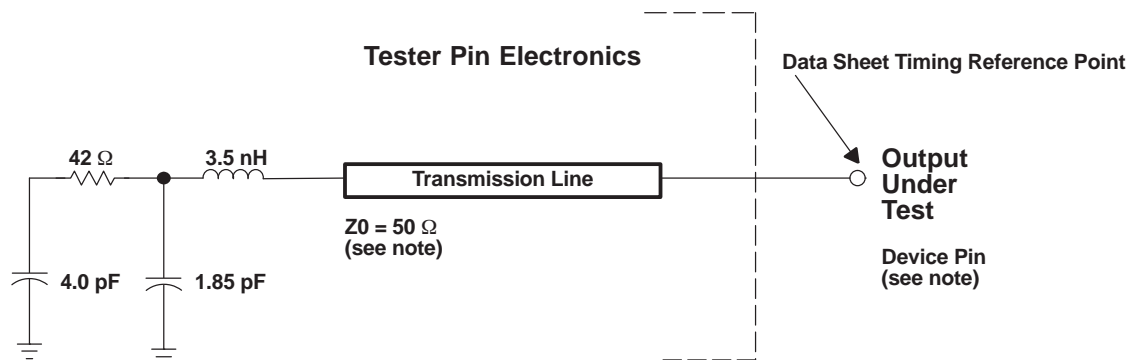 Tester Pin Electronics
Data Sheet Timing Reference Point
42 Ω
3.5 nH
Transmission Line
Output
Under
Test
Z0 = 50 Ω
(see note)
Device Pin
(see note)
4.0 pF
1.85 pF